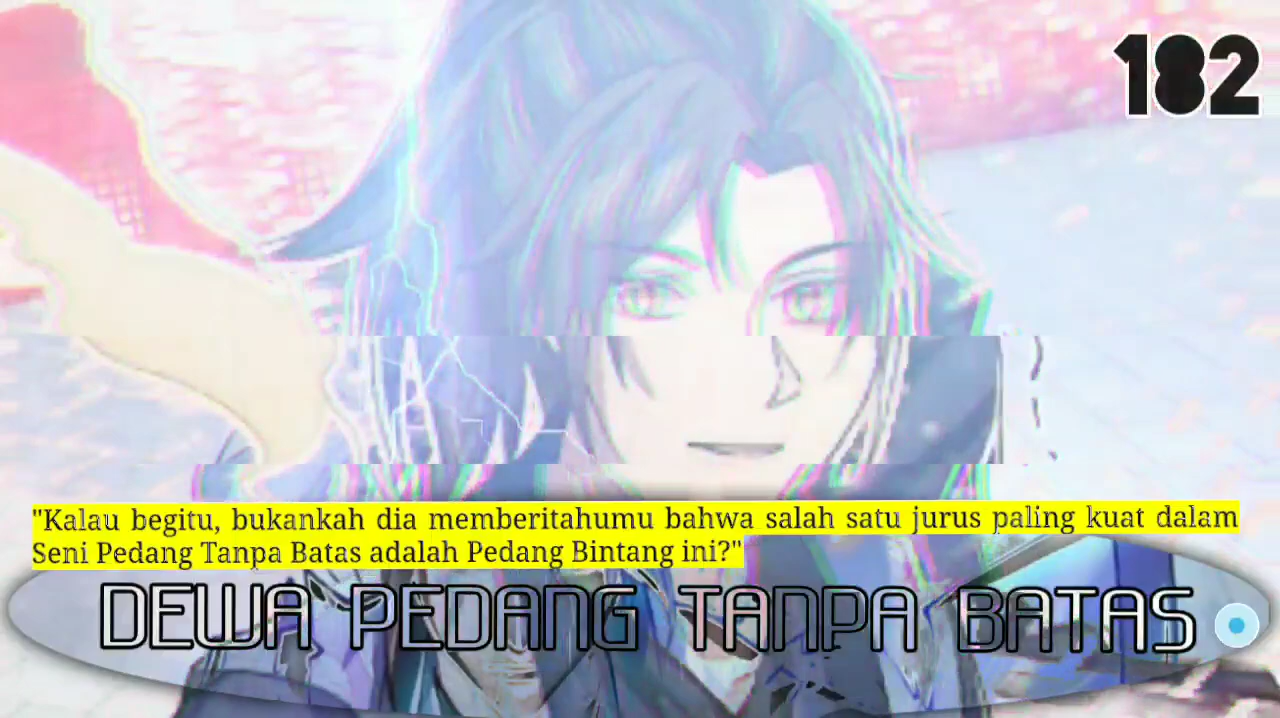 182
"Kalau begitu, bukankah dia memberitahumu bahwa salah satu jurus paling kuat dalam
Seni Pedang Tanpa Batas adalah Pedang Bintang ini?"
DEWA PEDANG TANPA BATAS